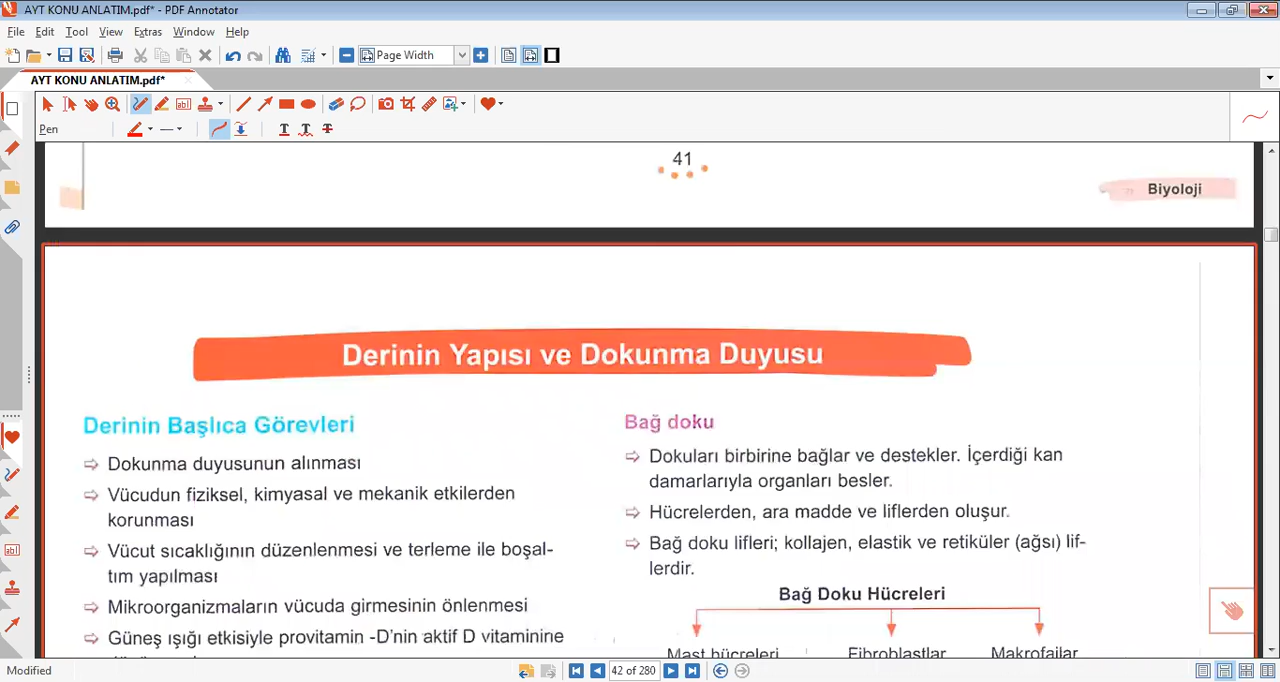 AYT KONU ANLATIM.pdf* - PDF Annotator
File Edit Tool View Extras Window Help
Page Width
AYT KONU ANLATIM.pdf*
Pen
41
Biyoloji
Derinin Yapısı ve Dokunma Duyusu
Derinin Başlıca Görevleri
⇨ Dokunma duyusunun alınması
⇨ Vücudun fiziksel, kimyasal ve mekanik etkilerden
korunması
⇨ Vücut sıcaklığının düzenlenmesi ve terleme ile boşal-
tım yapılması
⇨ Mikroorganizmaların vücuda girmesinin önlenmesi
⇨ Güneş ışığı etkisiyle provitamin -D'nin aktif D vitaminine
Bağ doku
⇨ Dokuları birbirine bağlar ve destekler. İçerdiği kan
damarlarıyla organları besler.
⇨ Hücrelerden, ara madde ve liflerden oluşur.
⇨ Bağ doku lifleri; kollajen, elastik ve retiküler (ağsı) lif-
lerdir.
Bağ Doku Hücreleri
Mast hücreleri Fibroblastlar Makrofajlar
Modified
42 of 280